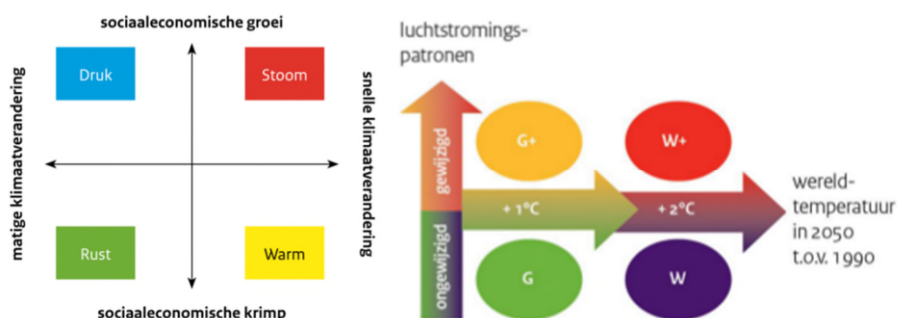 sociaaleconomische groei
matige klimaatverandering
Druk
Stoom
snelle klimaatverandering
Rust
Warm
sociaaleconomische krimp
luchtstromings-
patronen
gewijzigd
ongewijzigd
G+
W+
+ 1°C
+ 2°C
G
W
wereld-
temperatuur
in 2050
t.o.v. 1990